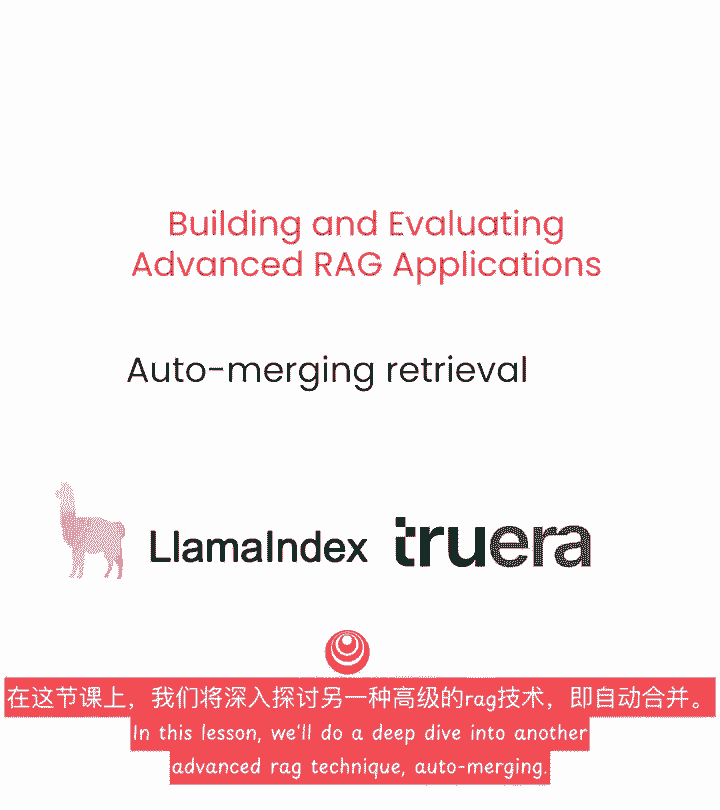 Building and Evaluating
Advanced RAG Applications
Auto-merging retrieval
LlamaIndex
truera
在这节课上，我们将深入探讨另一种高级的rag技术，即自动合并。
In this lesson, we'll do a deep dive into another
advanced rag technique, auto-merging.